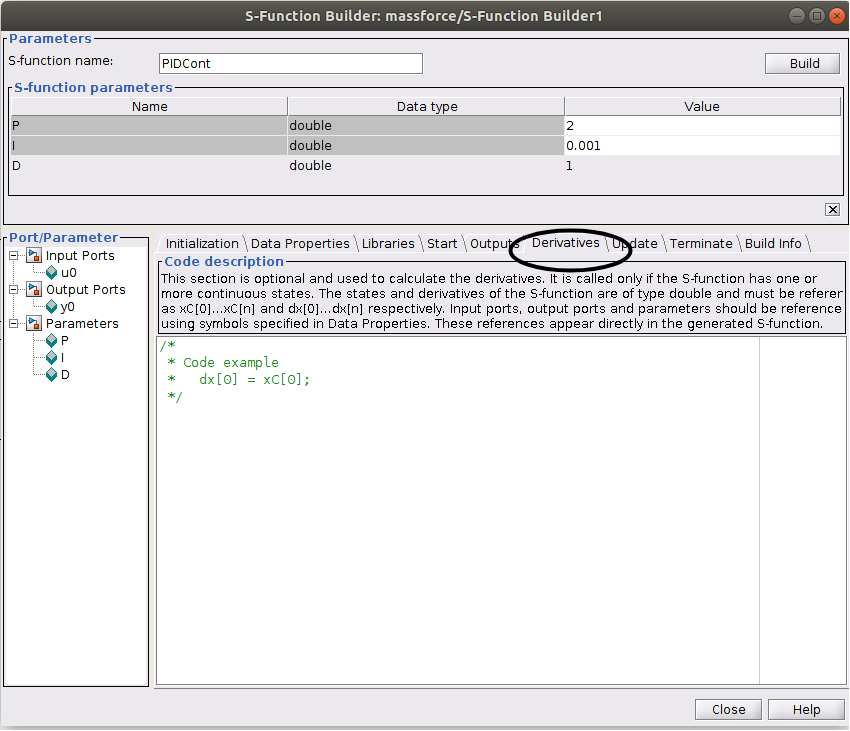 S-Function Builder: massforce/S-Function Builder1
Parameters
S-function name: PIDCont Build
S-function parameters
Name Data type Value
P double 2
I double 0.001
D double 1
Port/Parameter
Input Ports
u0
Output Ports
y0
Parameters
P
I
D
Initialization Data Properties Libraries Start Outputs Derivatives Update Terminate Build Info
Code description
This section is optional and used to calculate the derivatives. It is called only if the S-function has one or
more continuous states. The states and derivatives of the S-function are of type double and must be referer
as xC[0]...xC[n] and dx[0]...dx[n] respectively. Input ports, output ports and parameters should be reference
using symbols specified in Data Properties. These references appear directly in the generated S-function.
/*
* Code example
* dx[0] = xC[0];
*/
Close Help